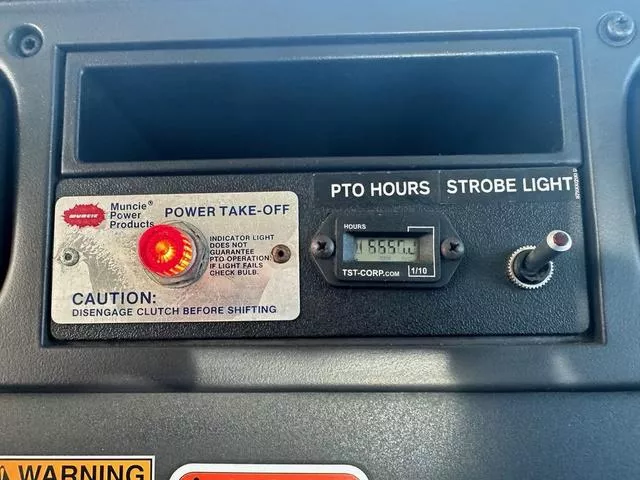 PTO HOURS
STROBE LIGHT
MUNCIE
Muncie®
Power
Products
POWER TAKE-OFF
INDICATOR LIGHT
DOES NOT
GUARANTEE
PTO OPERATION!
IF LIGHT FAILS
CHECK BULB.
CAUTION:
DISENGAGE CLUTCH BEFORE SHIFTING
HOURS
TST-CORP.COM
1/10
WARNING